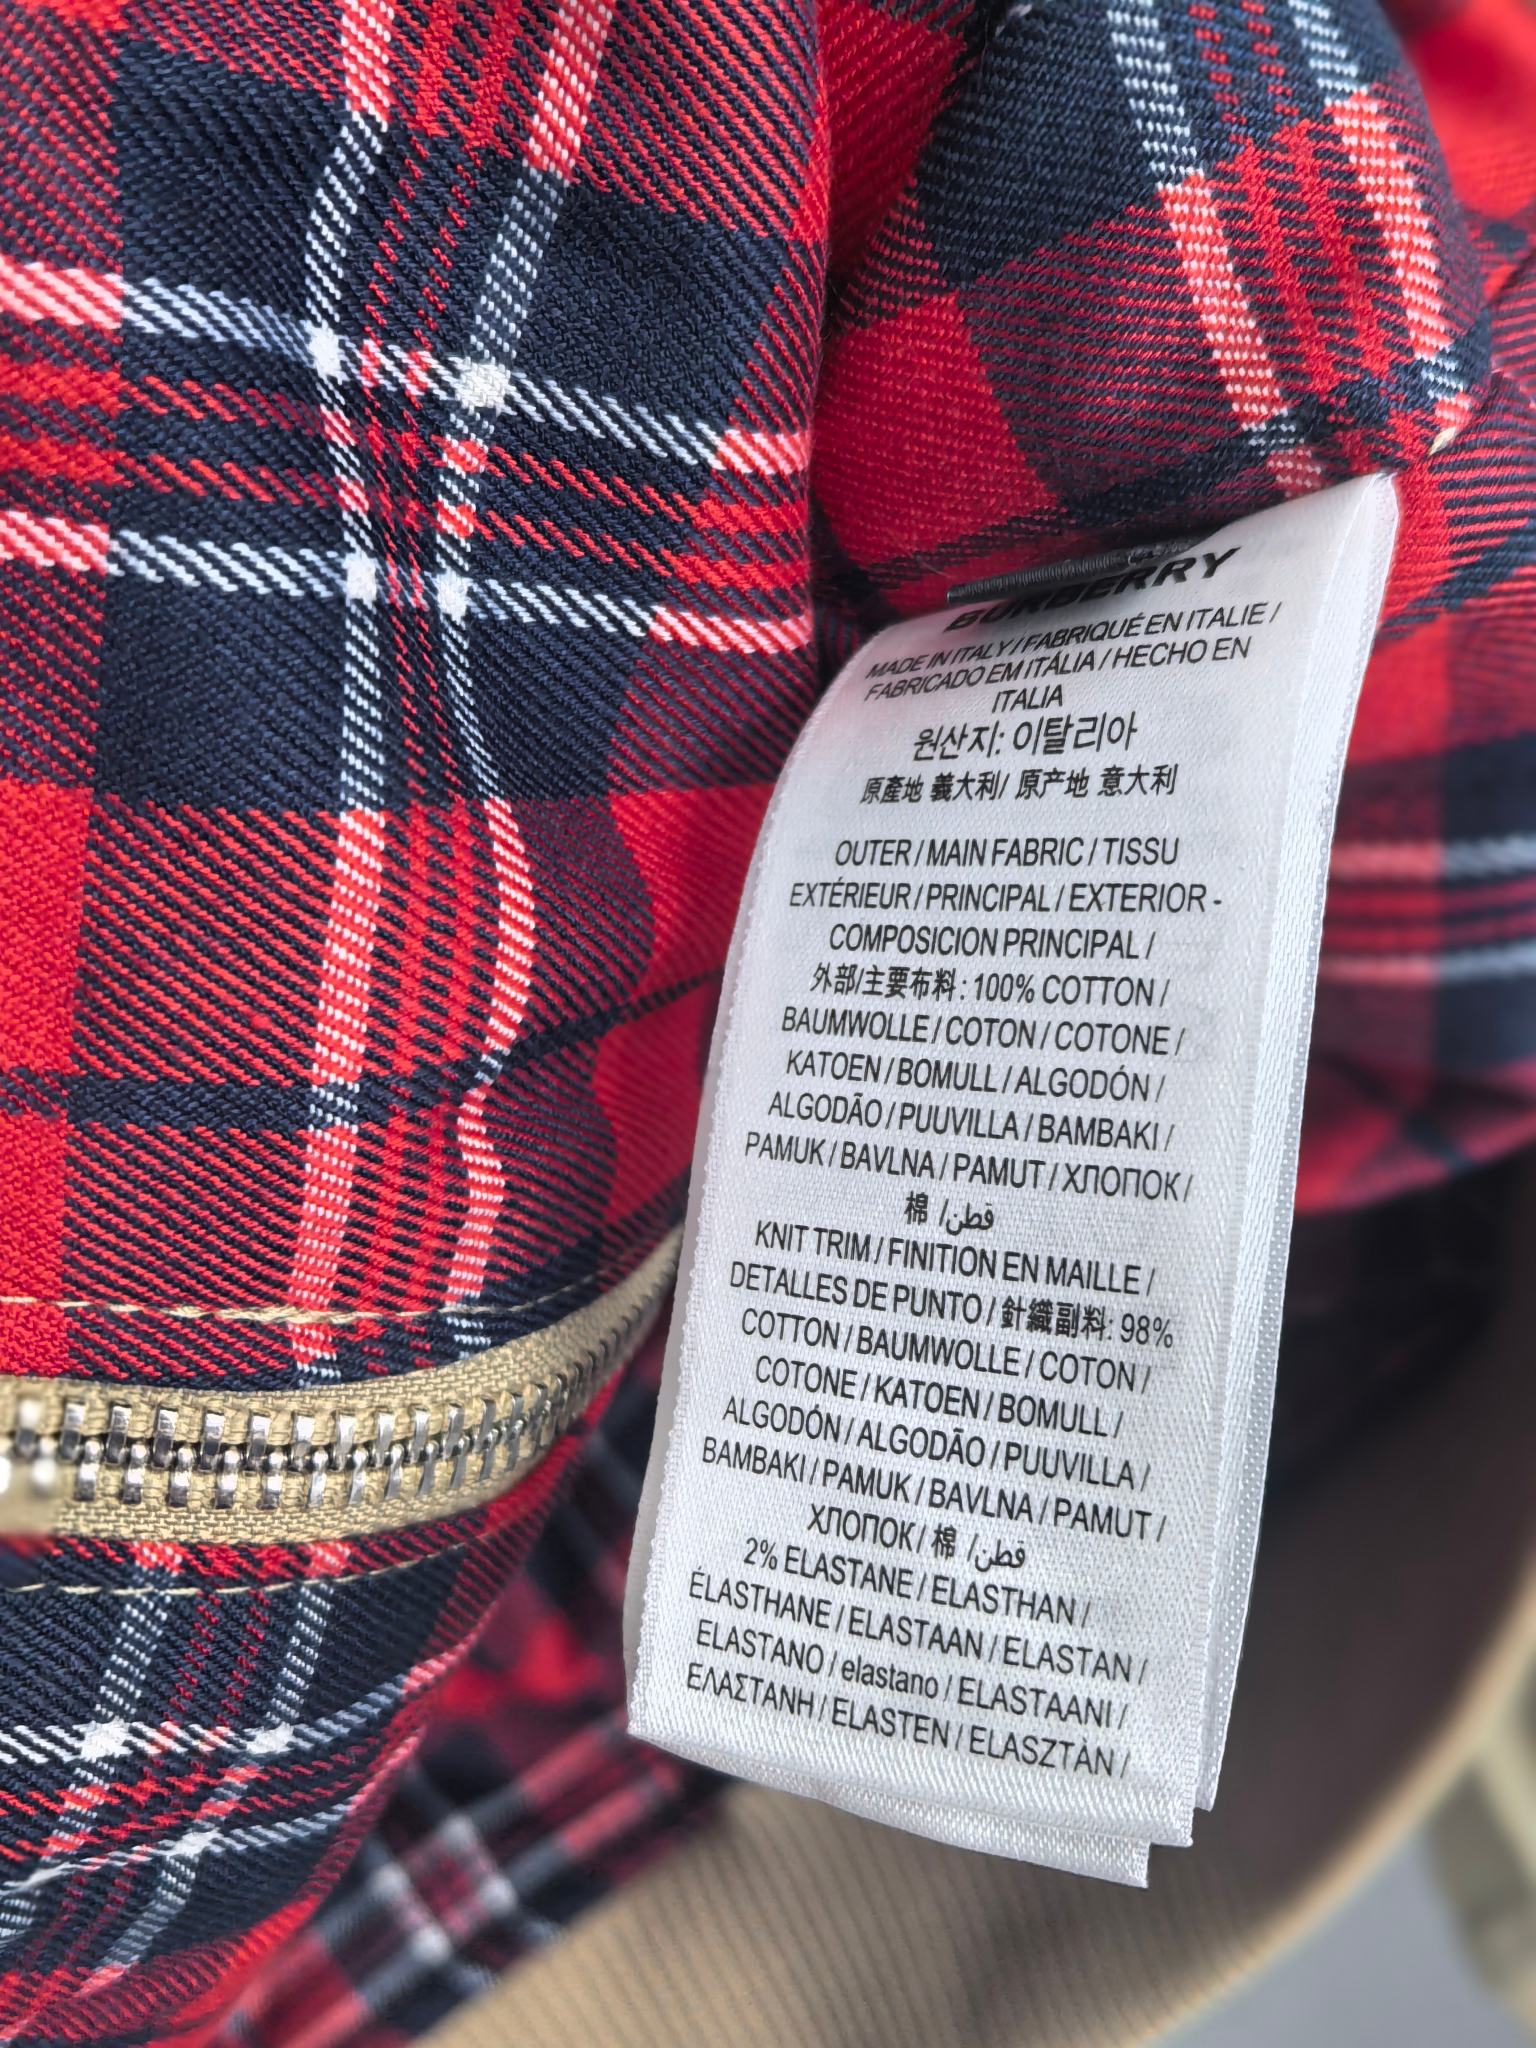 BURBERRY
MADE IN ITALY / FABRIQUÉ EN ITALIE /
FABRICADO EM ITÁLIA / HECHO EN
ITALIA
원산지: 이탈리아
原產地 義大利/ 原产地 意大利
OUTER / MAIN FABRIC / TISSU
EXTÉRIEUR / PRINCIPAL / EXTERIOR -
COMPOSICION PRINCIPAL /
外部/主要布料: 100% COTTON /
BAUMWOLLE / COTON / COTONE /
KATOEN / BOMULL / ALGODÓN /
ALGODÃO / PUUVILLA / BAMBAKI /
PAMUK / BAVLNA / PAMUT / ХЛОПОК /
棉 /قطن
KNIT TRIM / FINITION EN MAILLE /
DETALLES DE PUNTO / 針織副料: 98%
COTTON / BAUMWOLLE / COTON /
COTONE / KATOEN / BOMULL /
ALGODÓN / ALGODÃO / PUUVILLA /
BAMBAKI / PAMUK / BAVLNA / PAMUT /
ХЛОПОК / 棉 /قطن
2% ELASTANE / ELASTHAN /
ÉLASTHANE / ELASTAAN / ELASTAN /
ELASTANO / elastano / ELASTAANI /
ΕΛΑΣΤΑΝΗ / ELASTEN / ELASZTÀN /